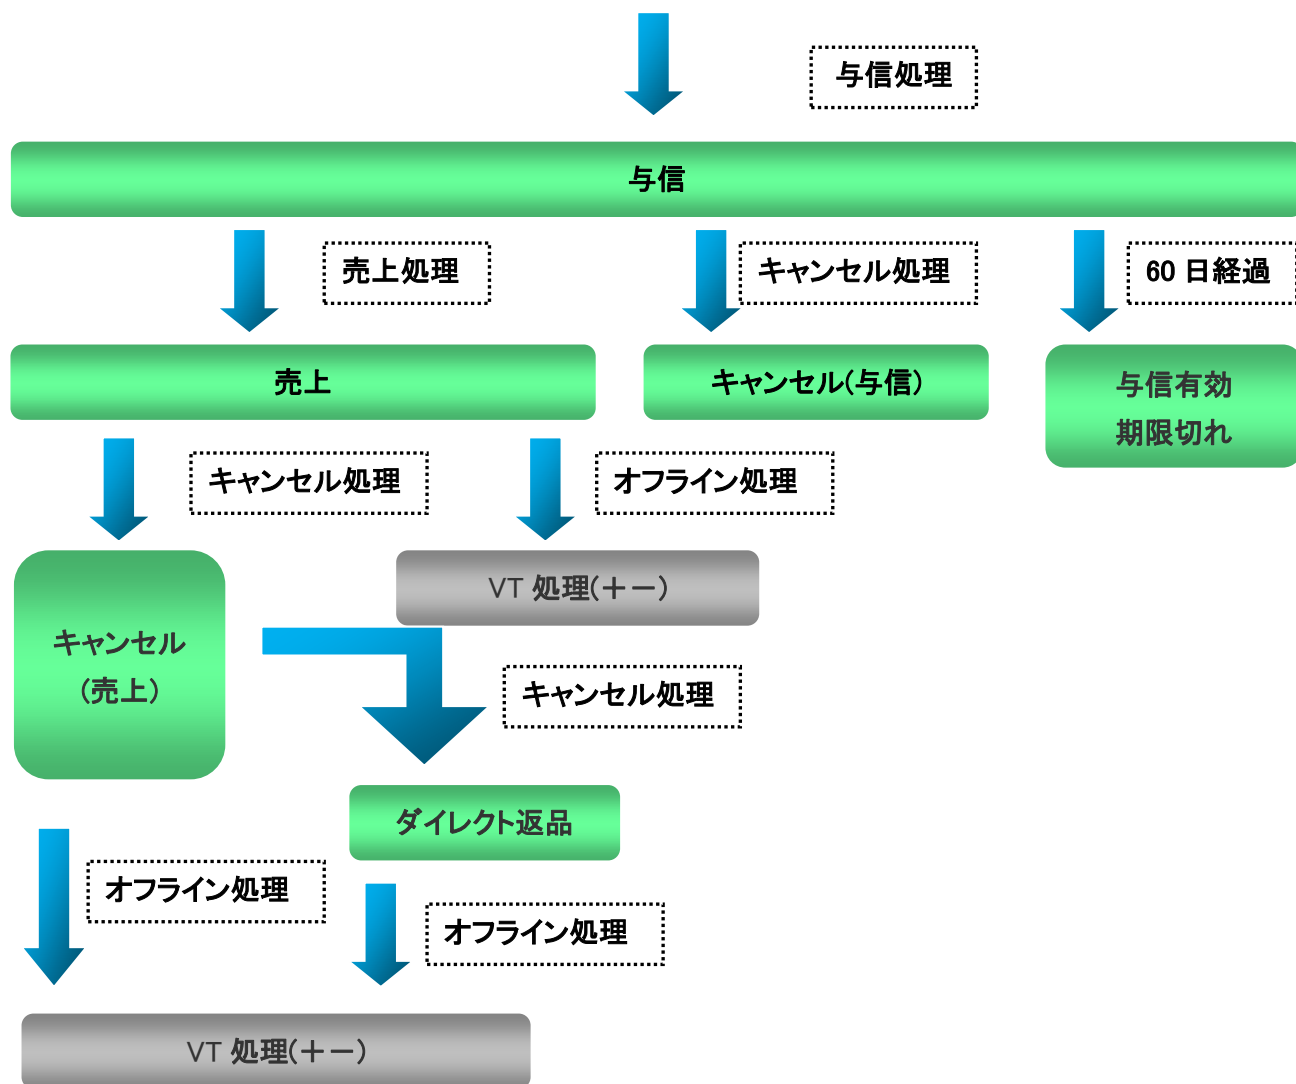 与信処理
与信
売上処理
キャンセル処理
60 日経過
売上
キャンセル(与信)
与信有効
期限切れ
キャンセル処理
オフライン処理
VT 処理(+ー)
キャンセル
(売上)
キャンセル処理
ダイレクト返品
オフライン処理
オフライン処理
VT 処理(+ー)